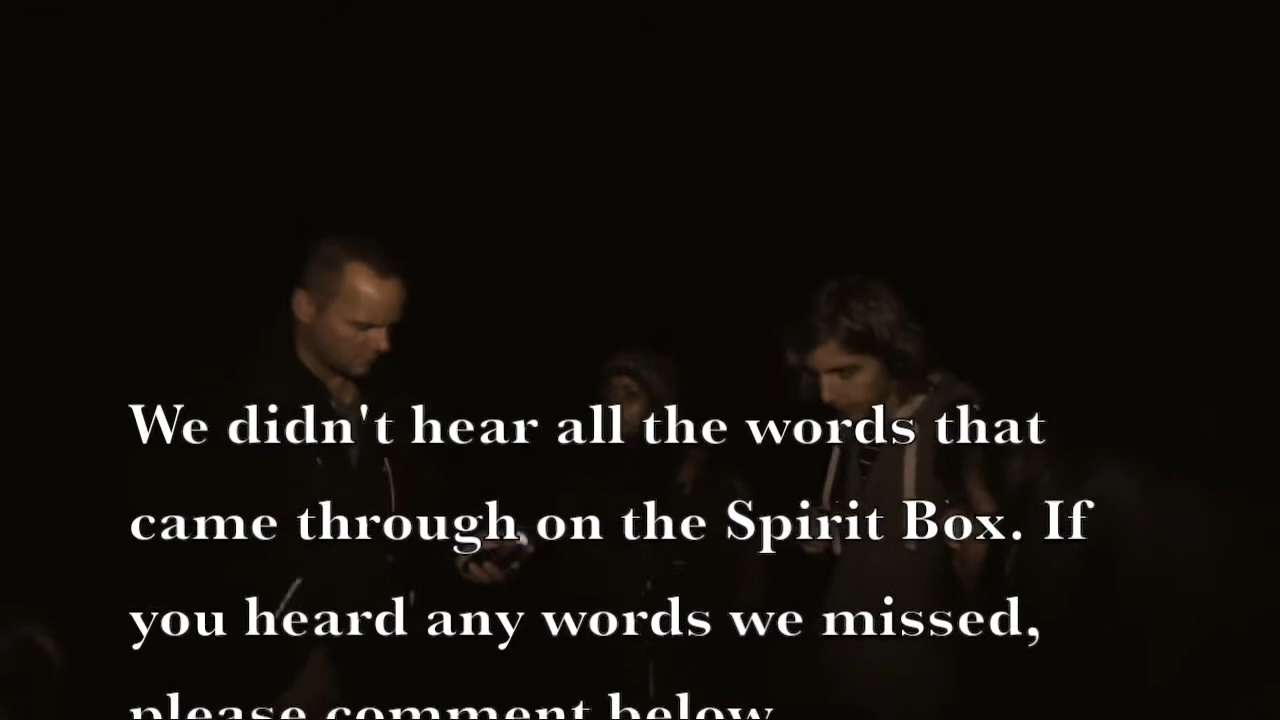 We didn't hear all the words that
came through on the Spirit Box. If
you heard any words we missed,
please comment below